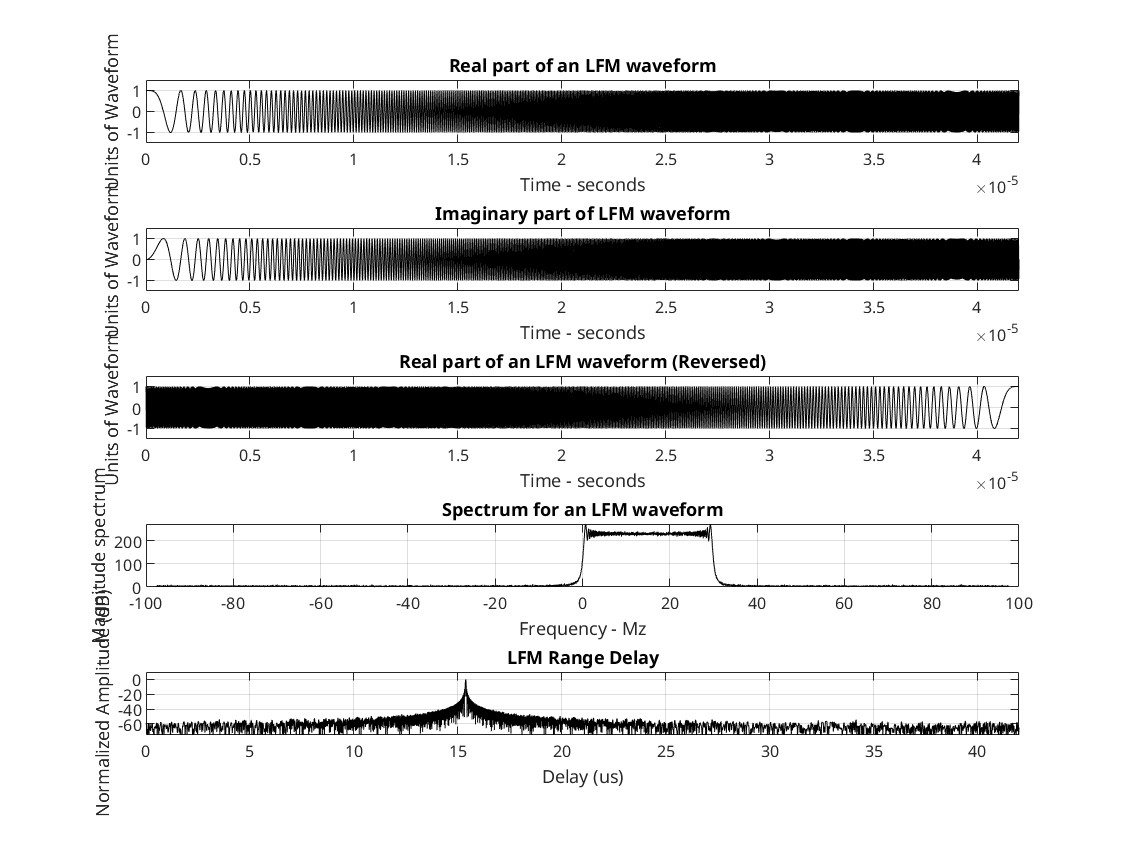 Real part of an LFM waveform
Units of Waveform
1
0
-1
0 0.5 1 1.5 2 2.5 3 3.5 4
Time - seconds
×10-5
Imaginary part of LFM waveform
Units of Waveform
1
0
-1
0 0.5 1 1.5 2 2.5 3 3.5 4
Time - seconds
×10-5
Real part of an LFM waveform (Reversed)
Units of Waveform
1
0
-1
0 0.5 1 1.5 2 2.5 3 3.5 4
Time - seconds
×10-5
Spectrum for an LFM waveform
Magnitude spectrum
200
100
0
-100 -80 -60 -40 -20 0 20 40 60 80 100
Frequency - Mz
LFM Range Delay
Normalized Amplitude (dB)
0
-20
-40
-60
0 5 10 15 20 25 30 35 40
Delay (us)